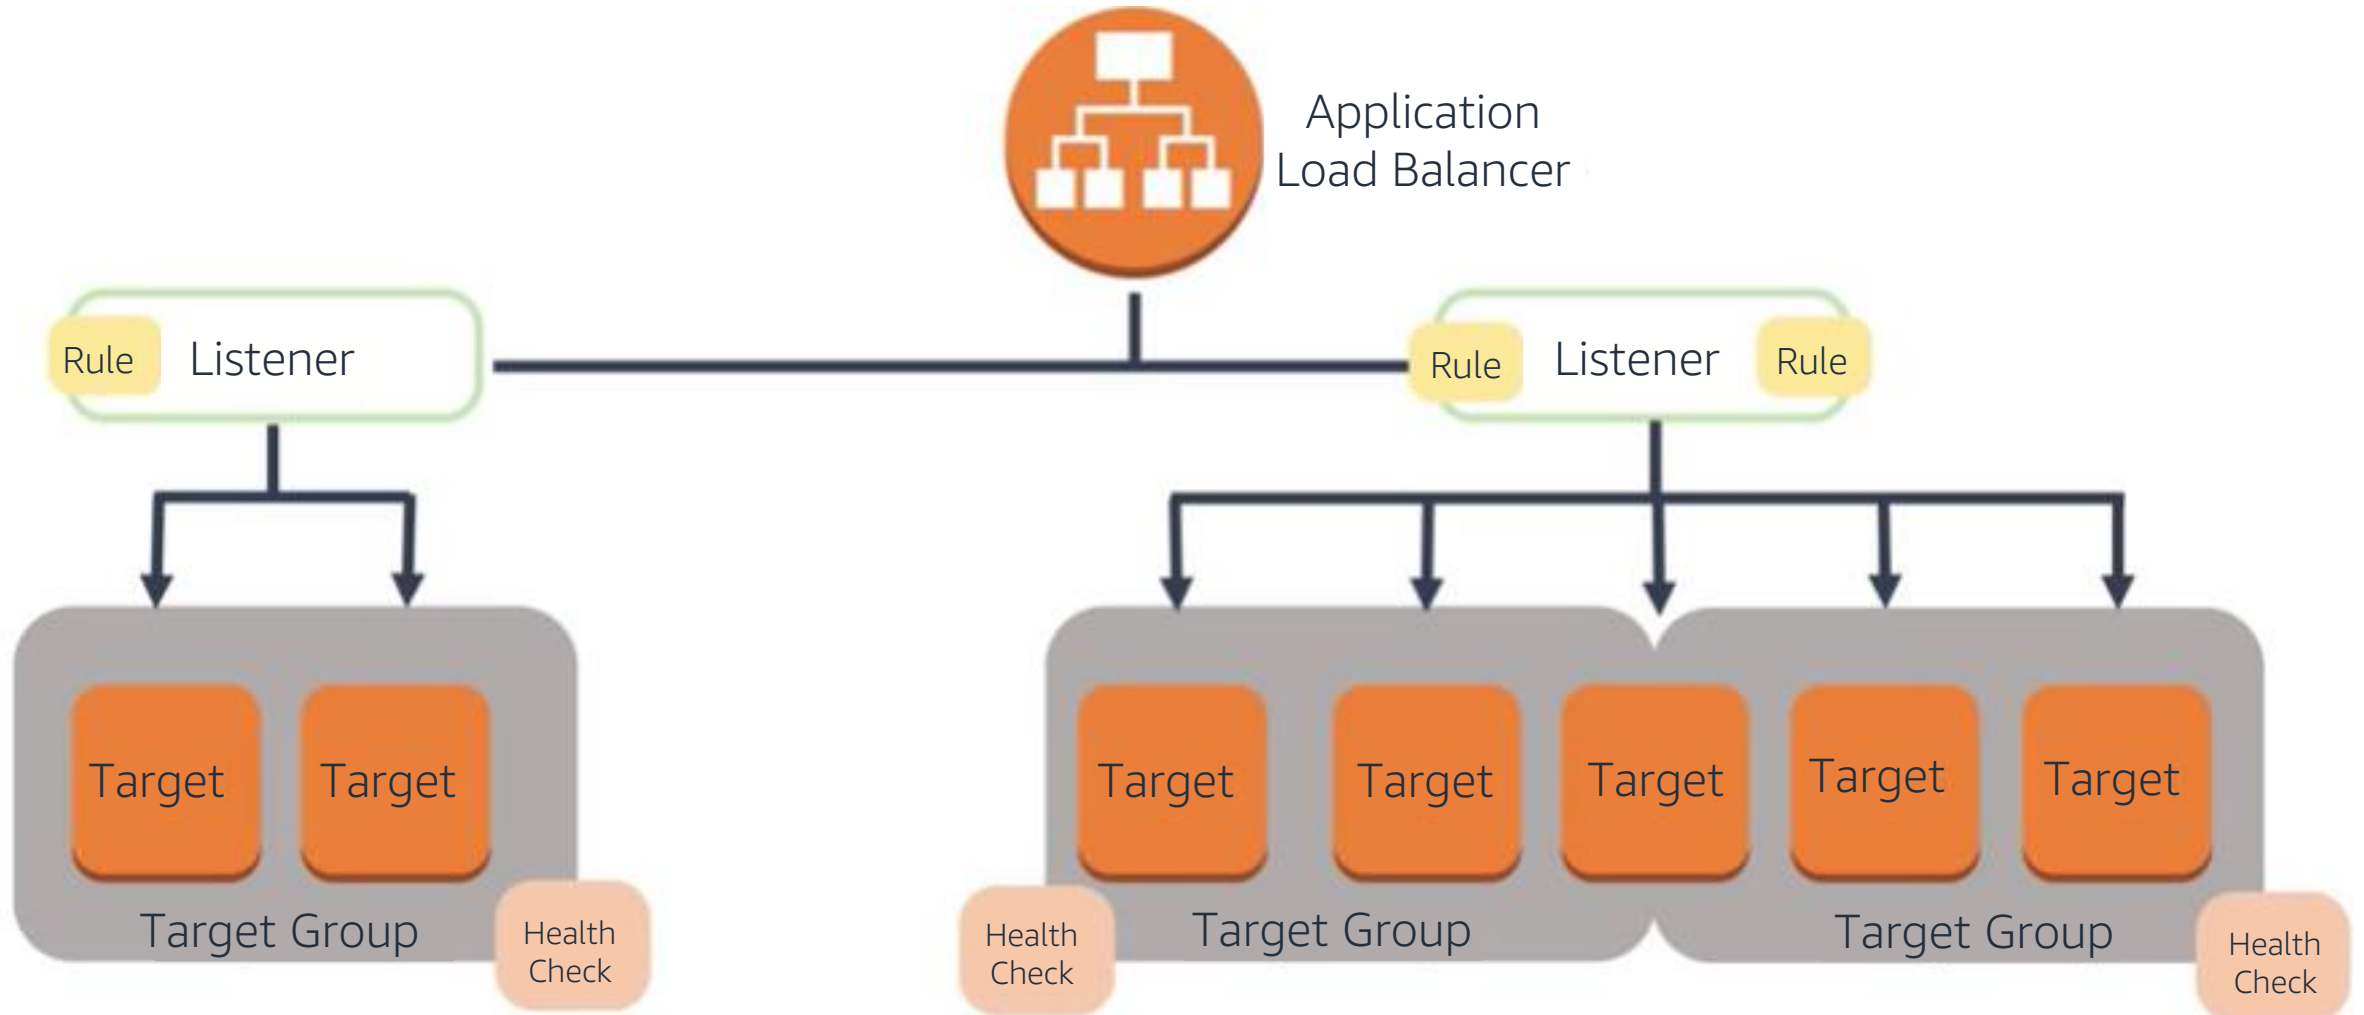 Application
Load Balancer
Rule
Listener
Rule
Listener
Rule
Target
Target
Target
Target
Target
Target
Target
Target Group
Health
Check
Health
Check
Target Group
Target Group
Health
Check